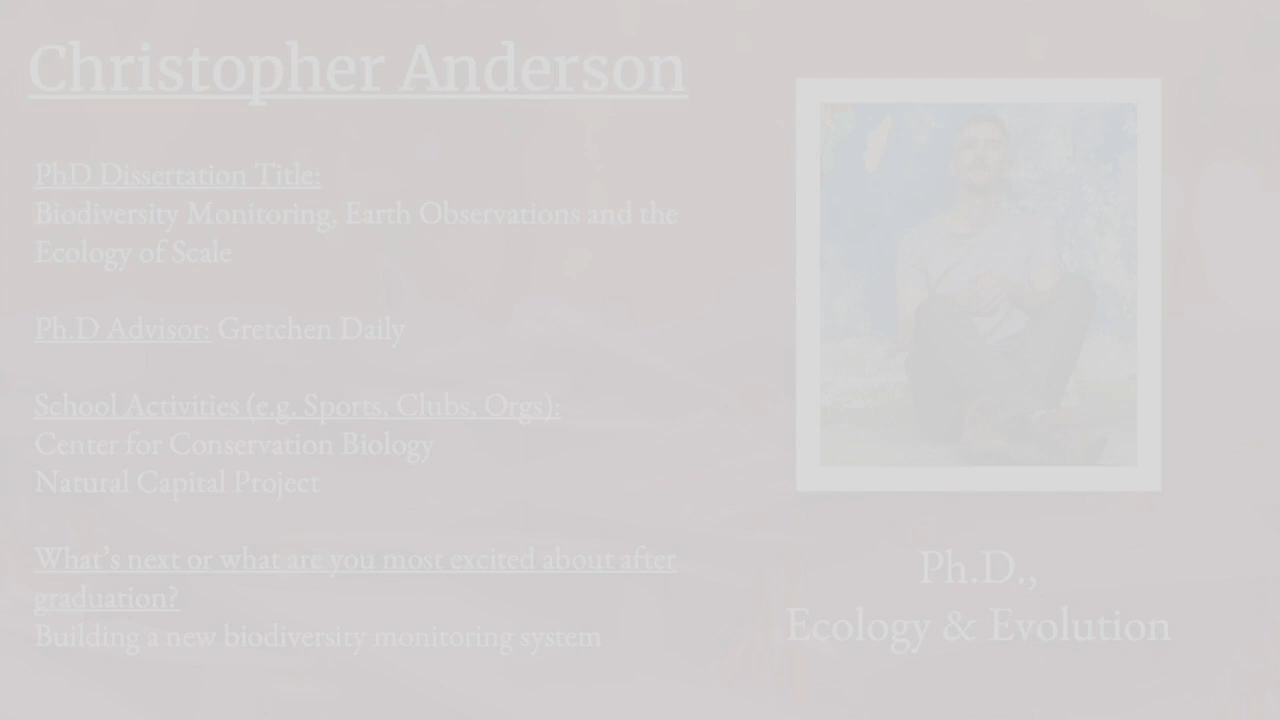 Christopher Anderson
PhD Dissertation Title:
Biodiversity Monitoring, Earth Observations and the
Ecology of Scale
Ph.D Advisor: Gretchen Daily
School Activities (e.g. Sports, Clubs, Orgs):
Center for Conservation Biology
Natural Capital Project
What's next or what are you most excited about after
graduation?
Building a new biodiversity monitoring system
Ph.D.,
Ecology & Evolution